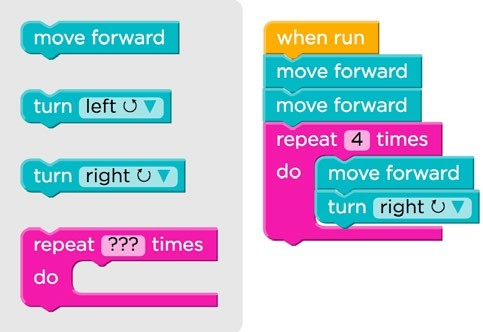 move forward
turn left
turn right
repeat ??? times
do
when run
move forward
move forward
repeat 4 times
do
move forward
turn right